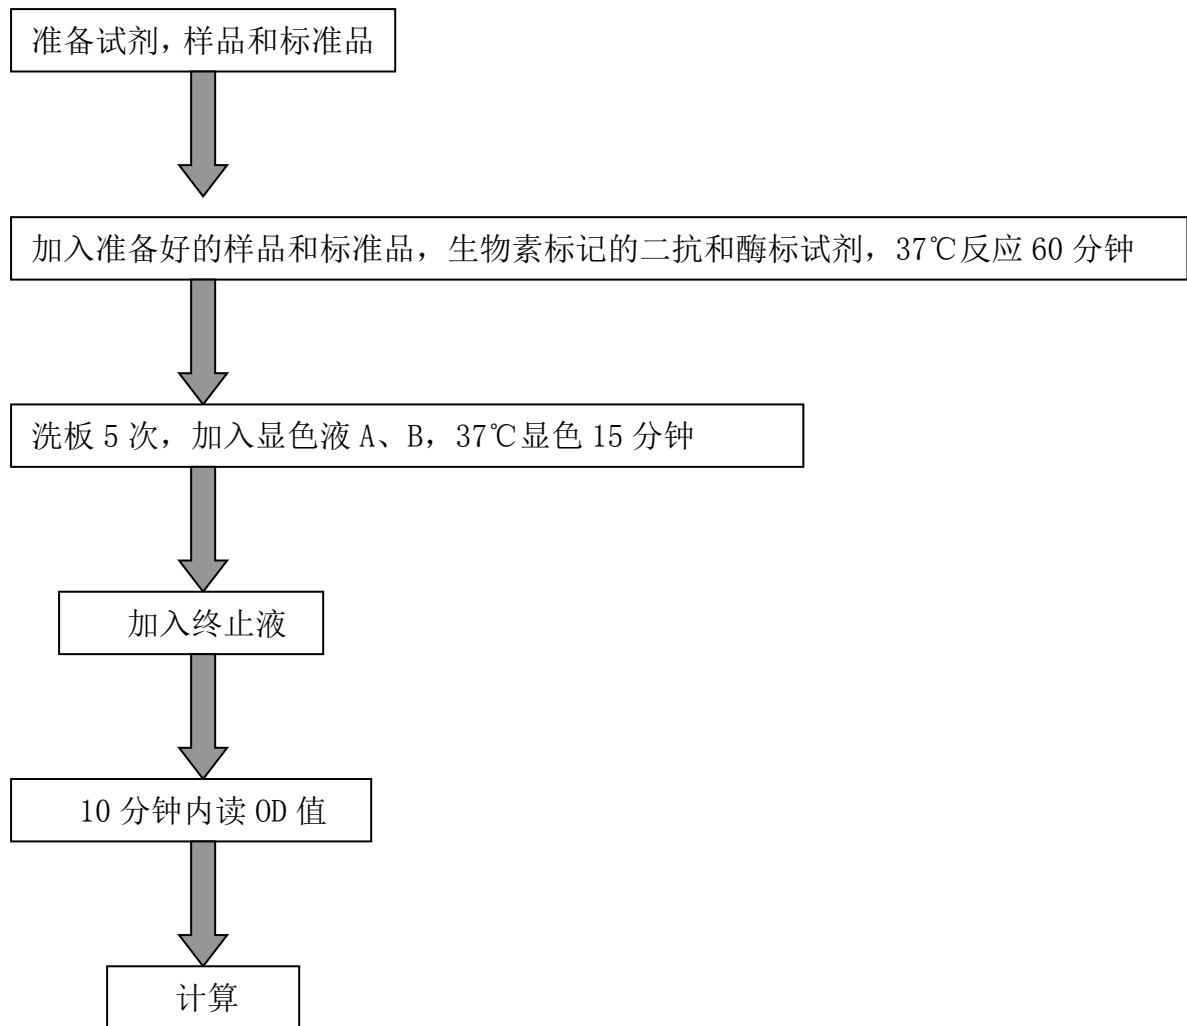 准备试剂，样品和标准品
加入准备好的样品和标准品，生物素标记的二抗和酶标试剂，37℃反应 60 分钟
洗板 5 次，加入显色液 A、B，37℃显色 15 分钟
加入终止液
10 分钟内读 OD 值
计算